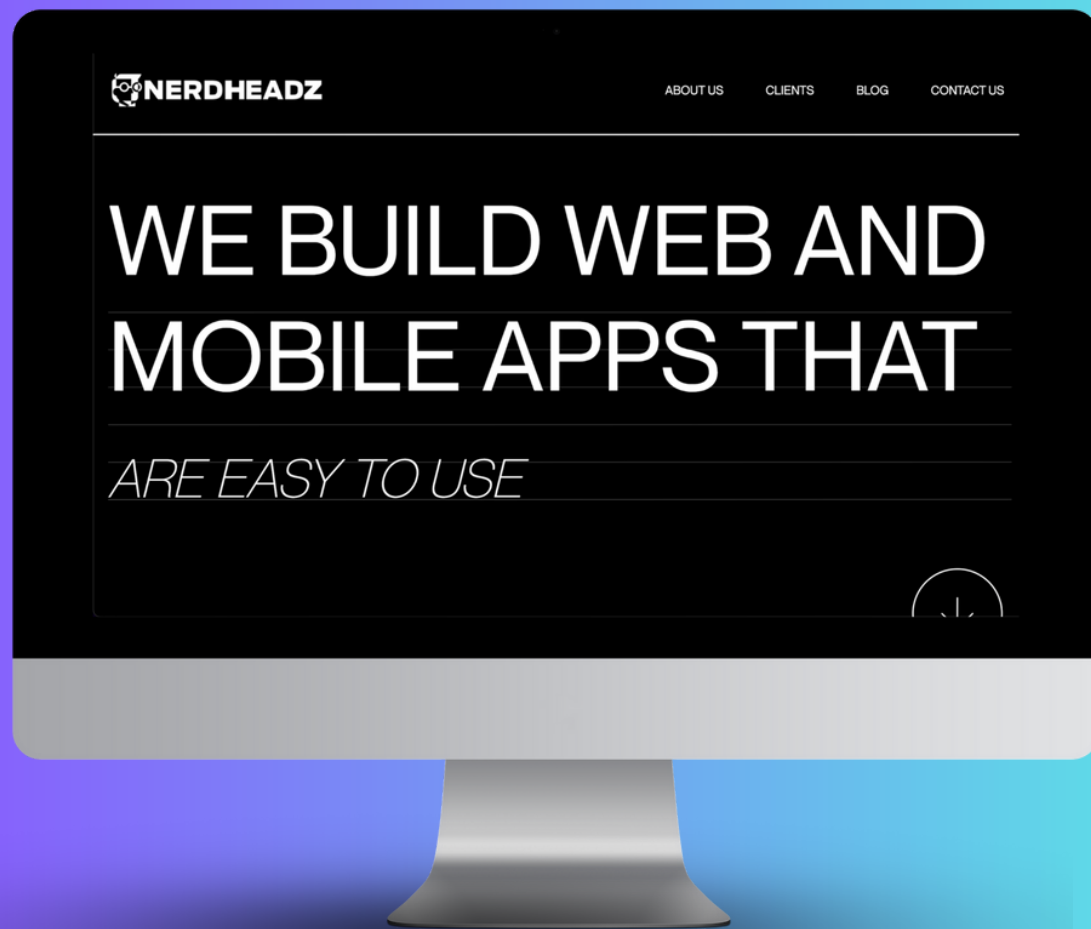 NERDHEADZ
ABOUT US CLIENTS BLOG CONTACT US
WE BUILD WEB AND
MOBILE APPS THAT
ARE EASY TO USE